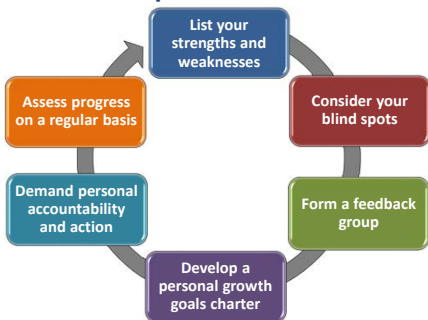 List your
strengths and
weaknesses
Consider your
blind spots
Form a feedback
group
Develop a
personal growth
goals charter
Demand personal
accountability
and action
Assess progress
on a regular basis